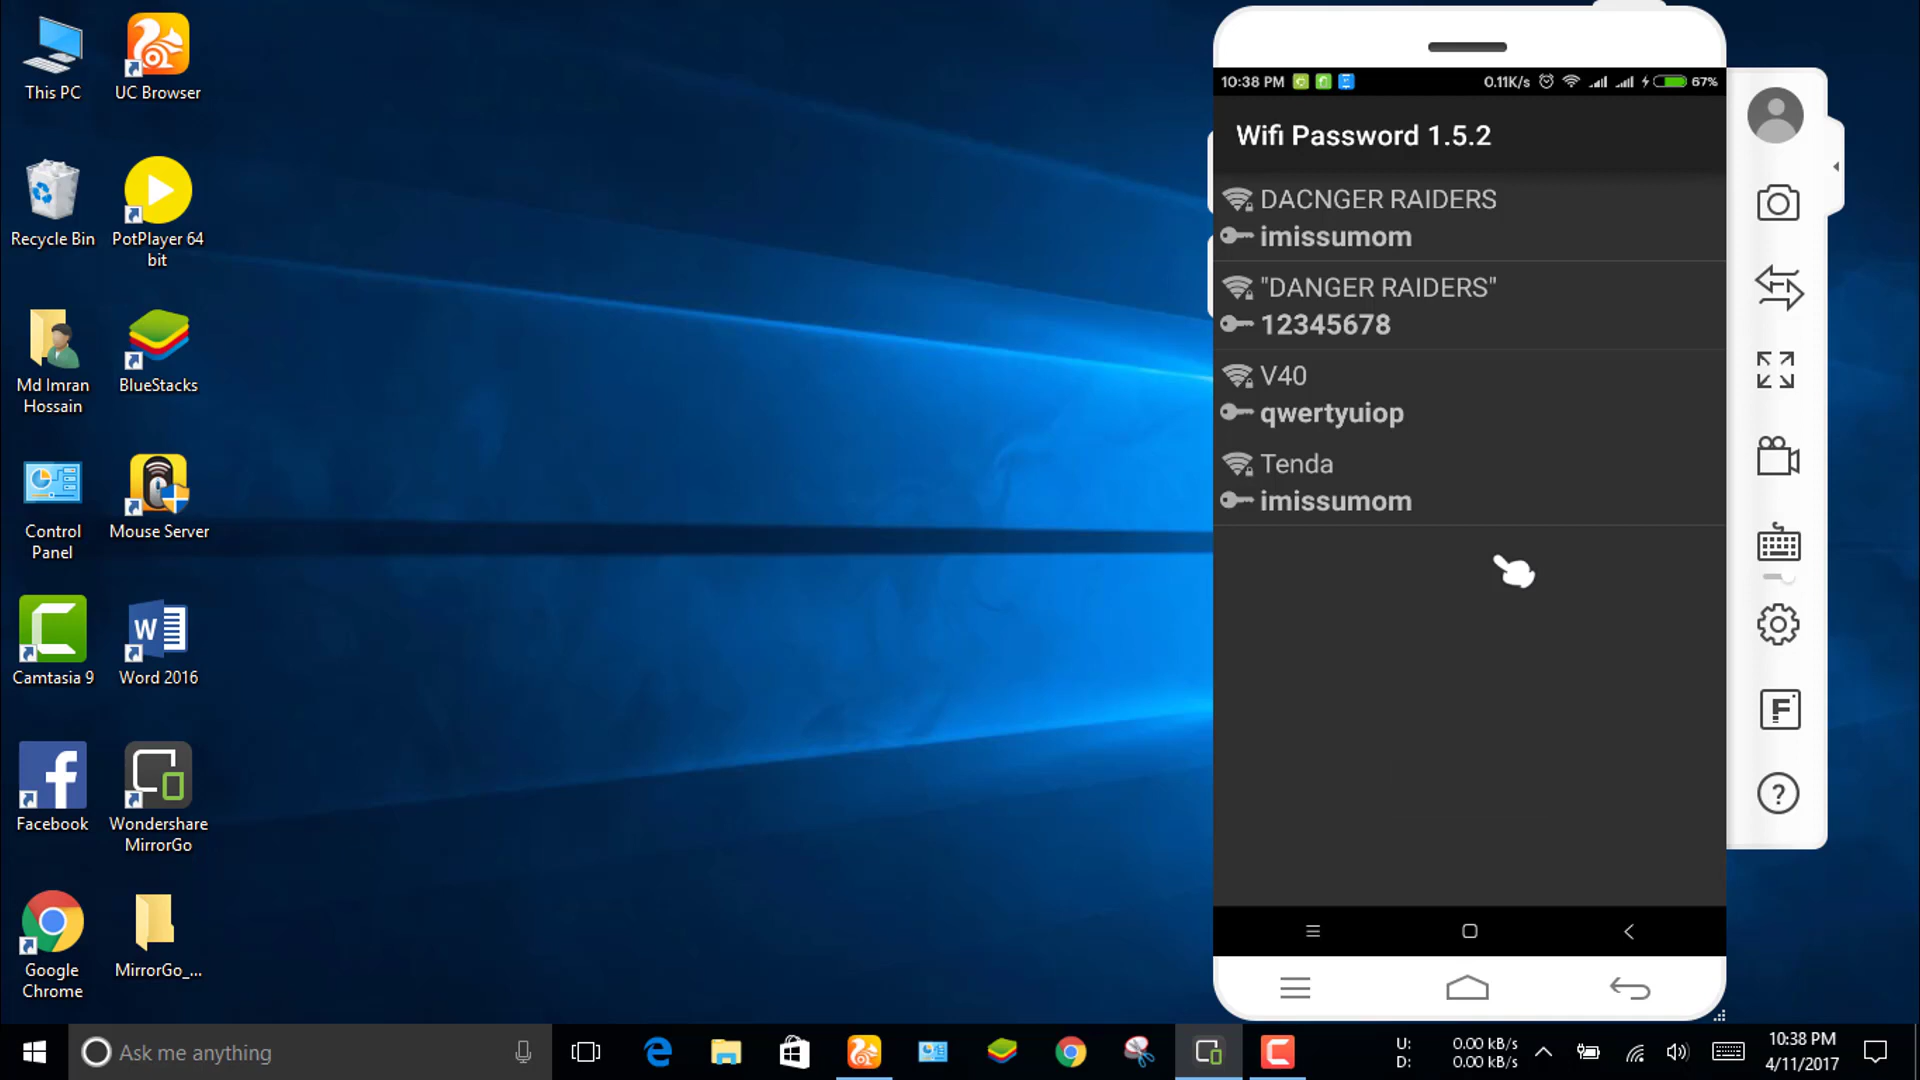 This PC
UC Browser
Recycle Bin
PotPlayer 64
bit
Md Imran
Hossain
BlueStacks
Control
Panel
Mouse Server
Camtasia 9
Word 2016
Facebook
Wondershare
MirrorGo
Google
Chrome
MirrorGo_...
10:38 PM
0.11K/s
67%
Wifi Password 1.5.2
DACNGER RAIDERS
imissumom
"DANGER RAIDERS"
12345678
V40
qwertyuiop
Tenda
imissumom
Ask me anything
U: 0.00 kB/s
D: 0.00 kB/s
10:38 PM
4/11/2017